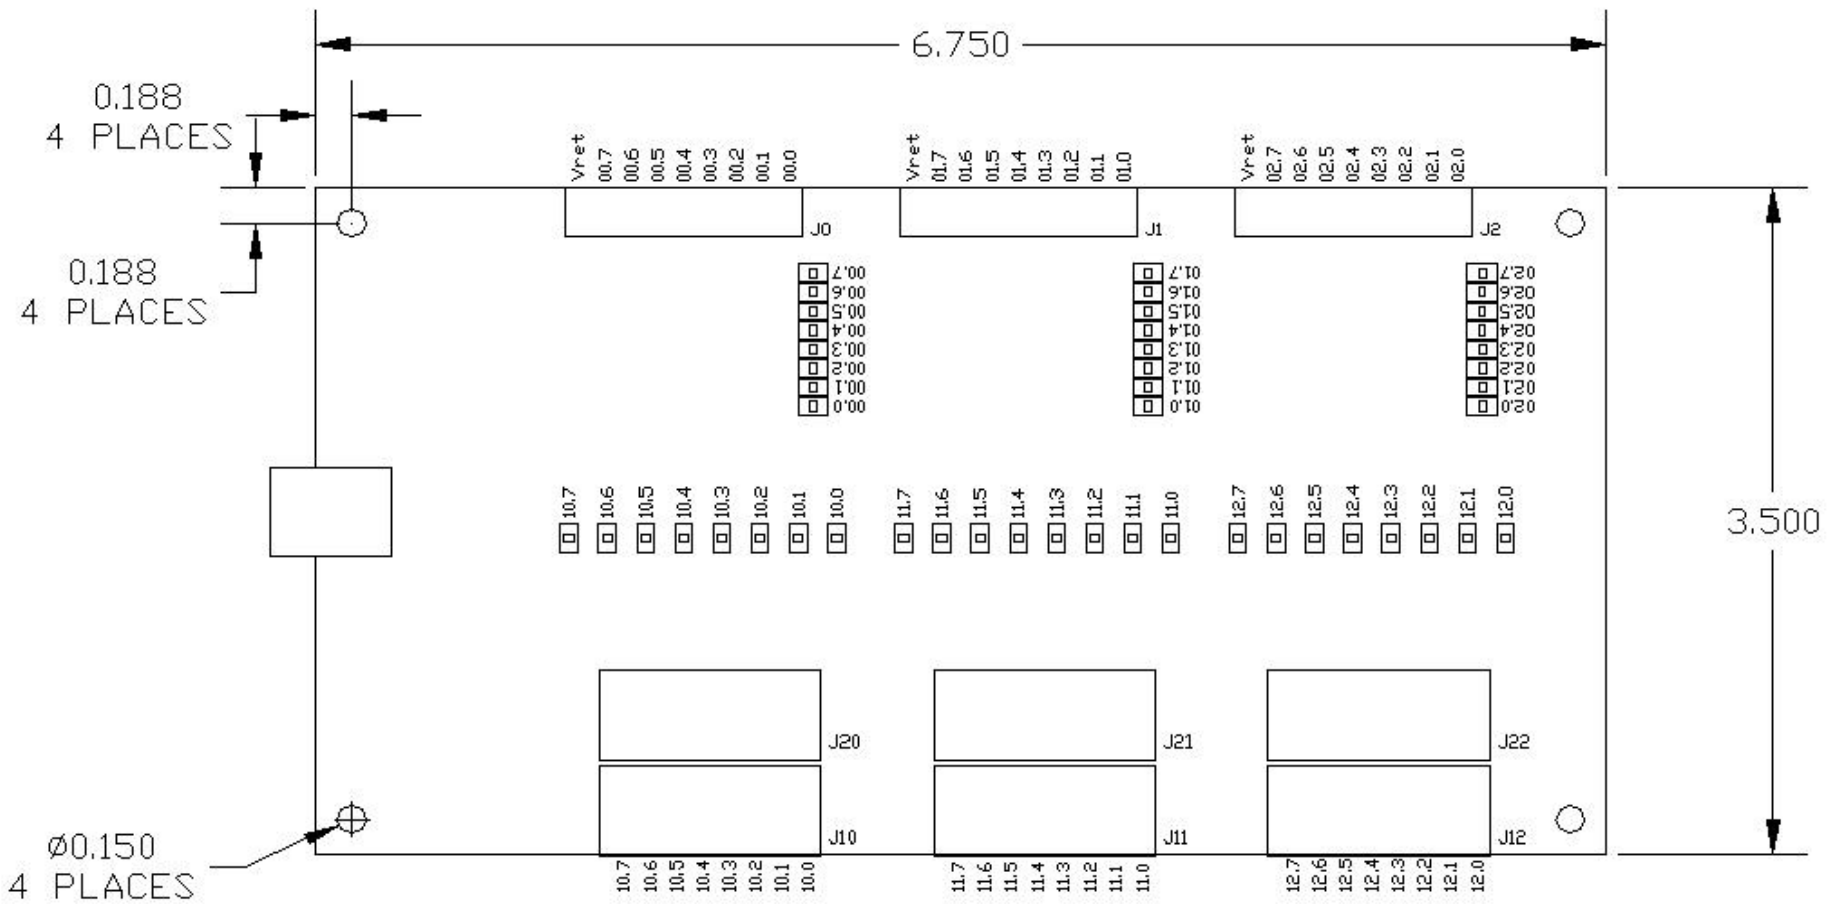 6.750
0.188
4 PLACES
Vret 00.7 00.6 00.5 00.4 00.3 00.2 00.1 00.0
Vret 01.7 01.6 01.5 01.4 01.3 01.2 01.1 01.0
Vret 02.7 02.6 02.5 02.4 02.3 02.2 02.1 02.0
J0
J1
J2
0.188
4 PLACES
00.7
00.6
00.5
00.4
00.3
00.2
00.1
00.0
01.7
01.6
01.5
01.4
01.3
01.2
01.1
01.0
02.7
02.6
02.5
02.4
02.3
02.2
02.1
02.0
10.7 10.6 10.5 10.4 10.3 10.2 10.1 10.0
11.7 11.6 11.5 11.4 11.3 11.2 11.1 11.0
12.7 12.6 12.5 12.4 12.3 12.2 12.1 12.0
3.500
J20
J21
J22
J10
J11
J12
Ø0.150
4 PLACES
10.7 10.6 10.5 10.4 10.3 10.2 10.1 10.0
11.7 11.6 11.5 11.4 11.3 11.2 11.1 11.0
12.7 12.6 12.5 12.4 12.3 12.2 12.1 12.0